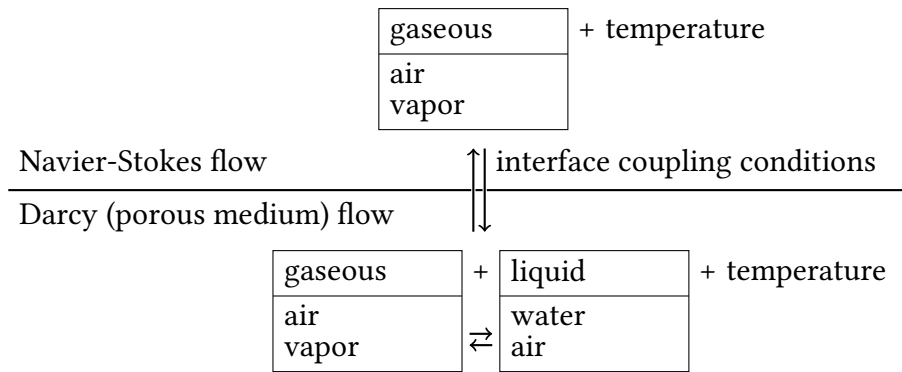 gaseous + temperature
air
vapor
Navier-Stokes flow interface coupling conditions
Darcy (porous medium) flow
gaseous + liquid + temperature
air water
vapor ⇄ air